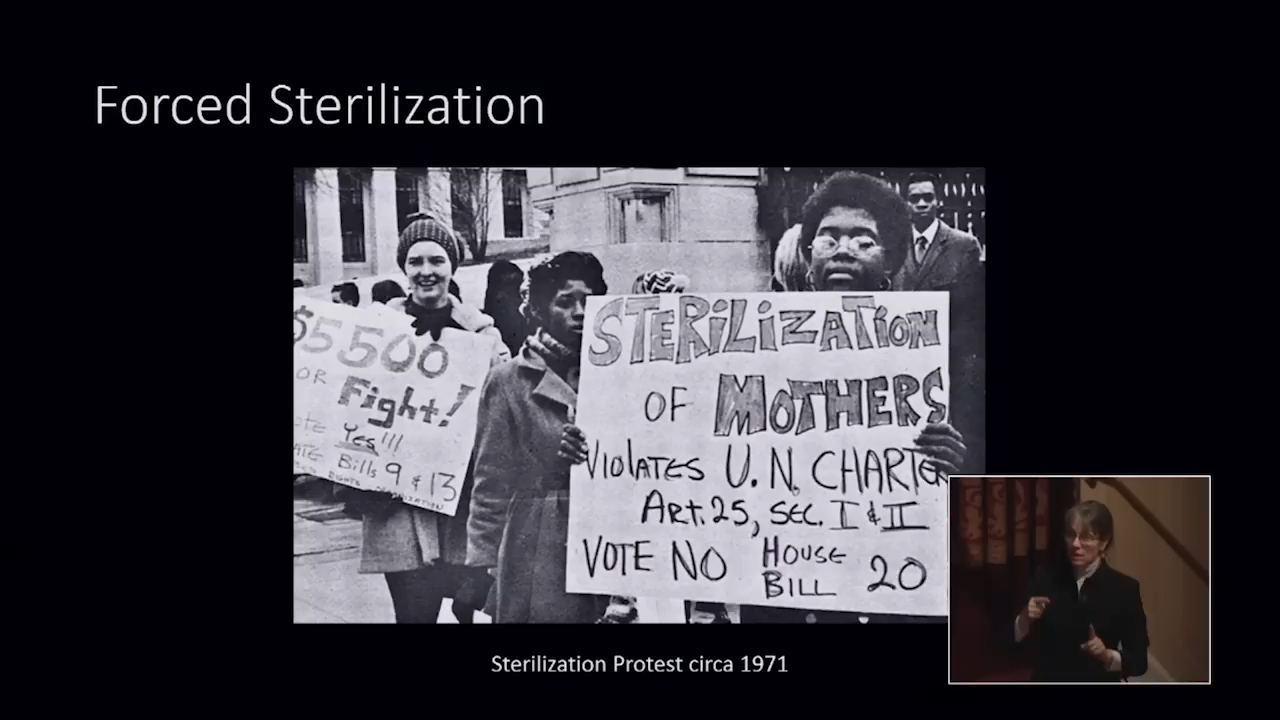 Forced Sterilization
$5500
OR Fight!
Yes!!!
Bills 9 & 13
STERiLiZATioN
OF MOTHERS
ViOLATES U.N. CHARTER
ART. 25, SEC. I & II
VOTE NO HOUSE
BILL 20
Sterilization Protest circa 1971